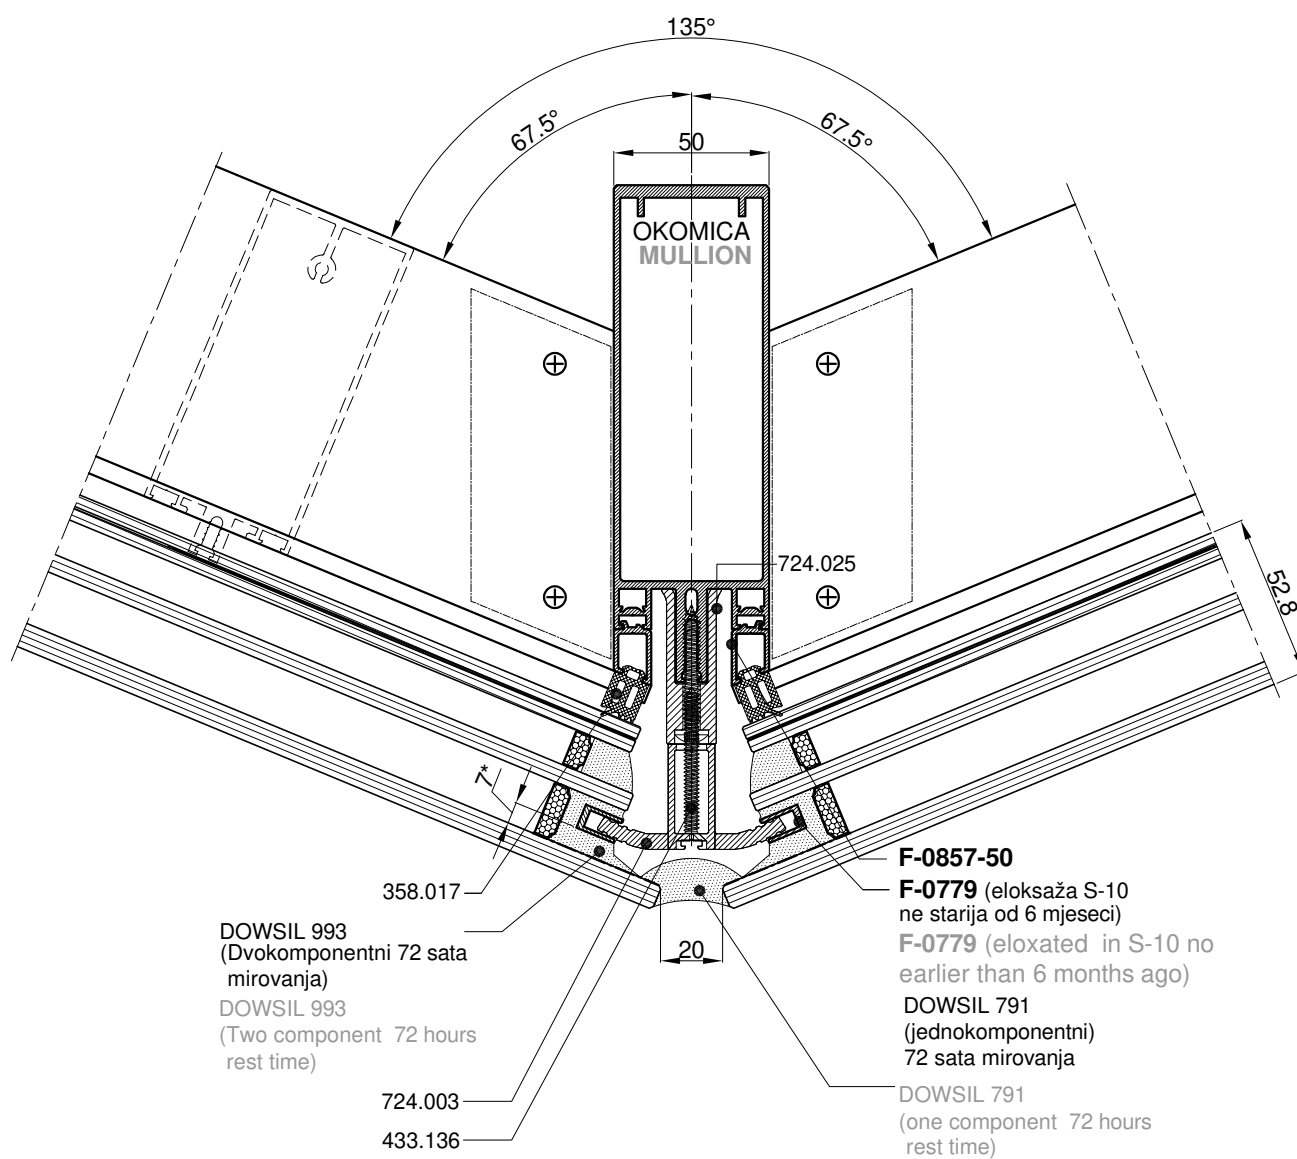 135°
67.5°
67.5°
50
OKOMICA
MULLION
724.025
52.8
7*
358.017
F-0857-50
F-0779 (eloksaža S-10
ne starija od 6 mjeseci)
F-0779 (eloxated in S-10 no
earlier than 6 months ago)
DOWSIL 993
(Dvokomponentni 72 sata
mirovanja)
DOWSIL 993
(Two component 72 hours
rest time)
20
DOWSIL 791
(jednokomponentni)
72 sata mirovanja
DOWSIL 791
(one component 72 hours
rest time)
724.003
433.136